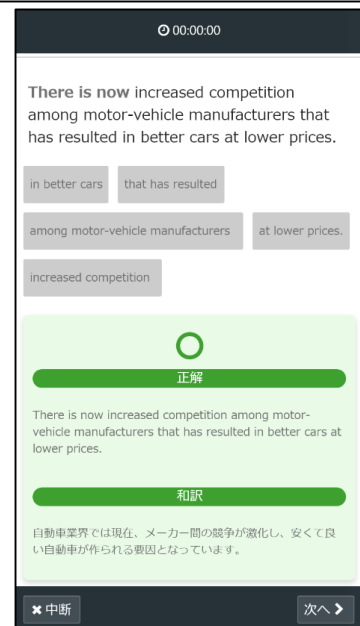 00:00:00
There is now increased competition
among motor-vehicle manufacturers that
has resulted in better cars at lower prices.
in better cars that has resulted
among motor-vehicle manufacturers at lower prices.
increased competition
正解
There is now increased competition among motor-
vehicle manufacturers that has resulted in better cars at
lower prices.
和訳
自動車業界では現在、メーカー間の競争が激化し、安くて良
い自動車が作られる要因となっています。
✖中断 次へ❯